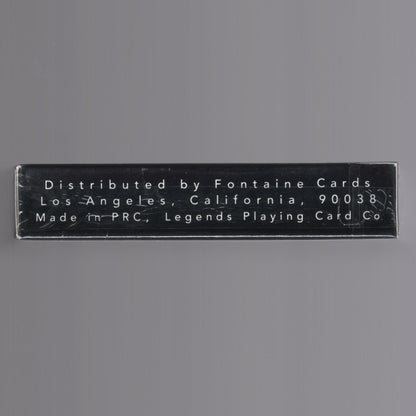 Distributed by Fontaine Cards
Los Angeles, California, 90038
Made in PRC, Legends Playing Card Co